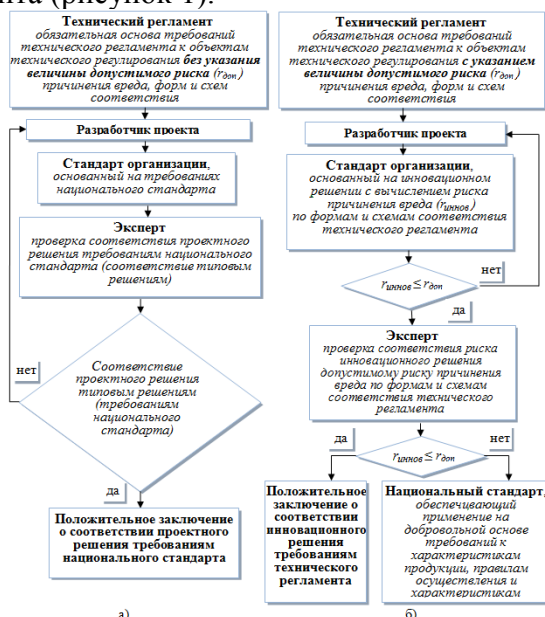 нта (рисунок 1).
Технический регламент
обязательная основа требований
технического регламента к объектам
технического регулирования без указания
величины допустимого риска (rдоп)
причинения вреда, форм и схем
соответствия
Разработчик проекта
Стандарт организации,
основанный на требованиях
национального стандарта
Эксперт
проверка соответствия проектного
решения требованиям национального
стандарта (соответствие типовым
решениям)
нет
Соответствие
проектного решения
типовым решениям
(требованиям
национального
стандарта)
да
Положительное заключение
о соответствии проектного
решения требованиям
национального стандарта
а)
Технический регламент
обязательная основа требований
технического регламента к объектам
технического регулирования с указанием
величины допустимого риска (rдоп)
причинения вреда, форм и схем
соответствия
Разработчик проекта
Стандарт организации,
основанный на инновационном
решении с вычислением риска
причинения вреда (rиннов)
по формам и схемам соответствия
технического регламента
нет
rиннов ≤ rдоп
да
Эксперт
проверка соответствия риска
инновационного решения
допустимому риску причинения
вреда по формам и схемам
соответствия технического
регламента
да
нет
rиннов ≤ rдоп
Положительное
заключение о
соответствии
инновационного
решения
требованиям
технического
регламента
Национальный стандарт,
обеспечивающий
применение на
добровольной основе
требований к
характеристикам
продукции, правилам
осуществления и
характеристикам
б)